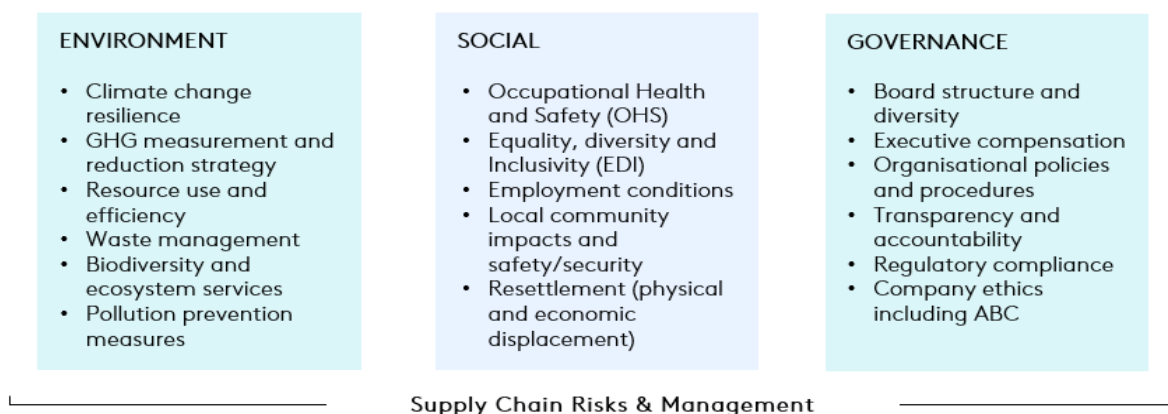 ENVIRONMENT
• Climate change
resilience
• GHG measurement and
reduction strategy
• Resource use and
efficiency
• Waste management
• Biodiversity and
ecosystem services
• Pollution prevention
measures
SOCIAL
• Occupational Health
and Safety (OHS)
• Equality, diversity and
Inclusivity (EDI)
• Employment conditions
• Local community
impacts and
safety/security
• Resettlement (physical
and economic
displacement)
GOVERNANCE
• Board structure and
diversity
• Executive compensation
• Organisational policies
and procedures
• Transparency and
accountability
• Regulatory compliance
• Company ethics
including ABC
Supply Chain Risks & Management